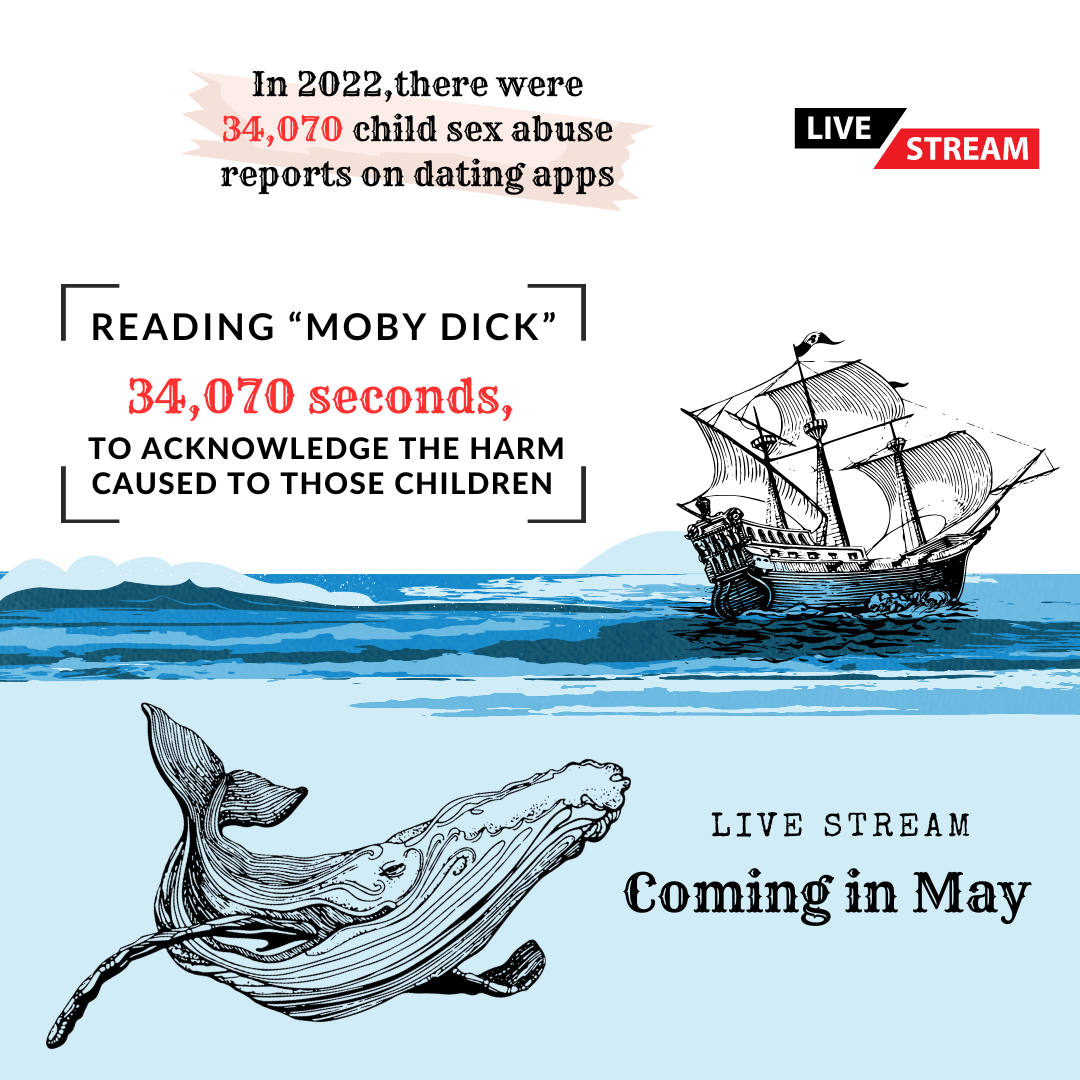 In 2022,there were
34,070 child sex abuse
reports on dating apps
LIVE
STREAM
READING “MOBY DICK”
34,070 seconds,
TO ACKNOWLEDGE THE HARM
CAUSED TO THOSE CHILDREN
LIVE STREAM
Coming in May